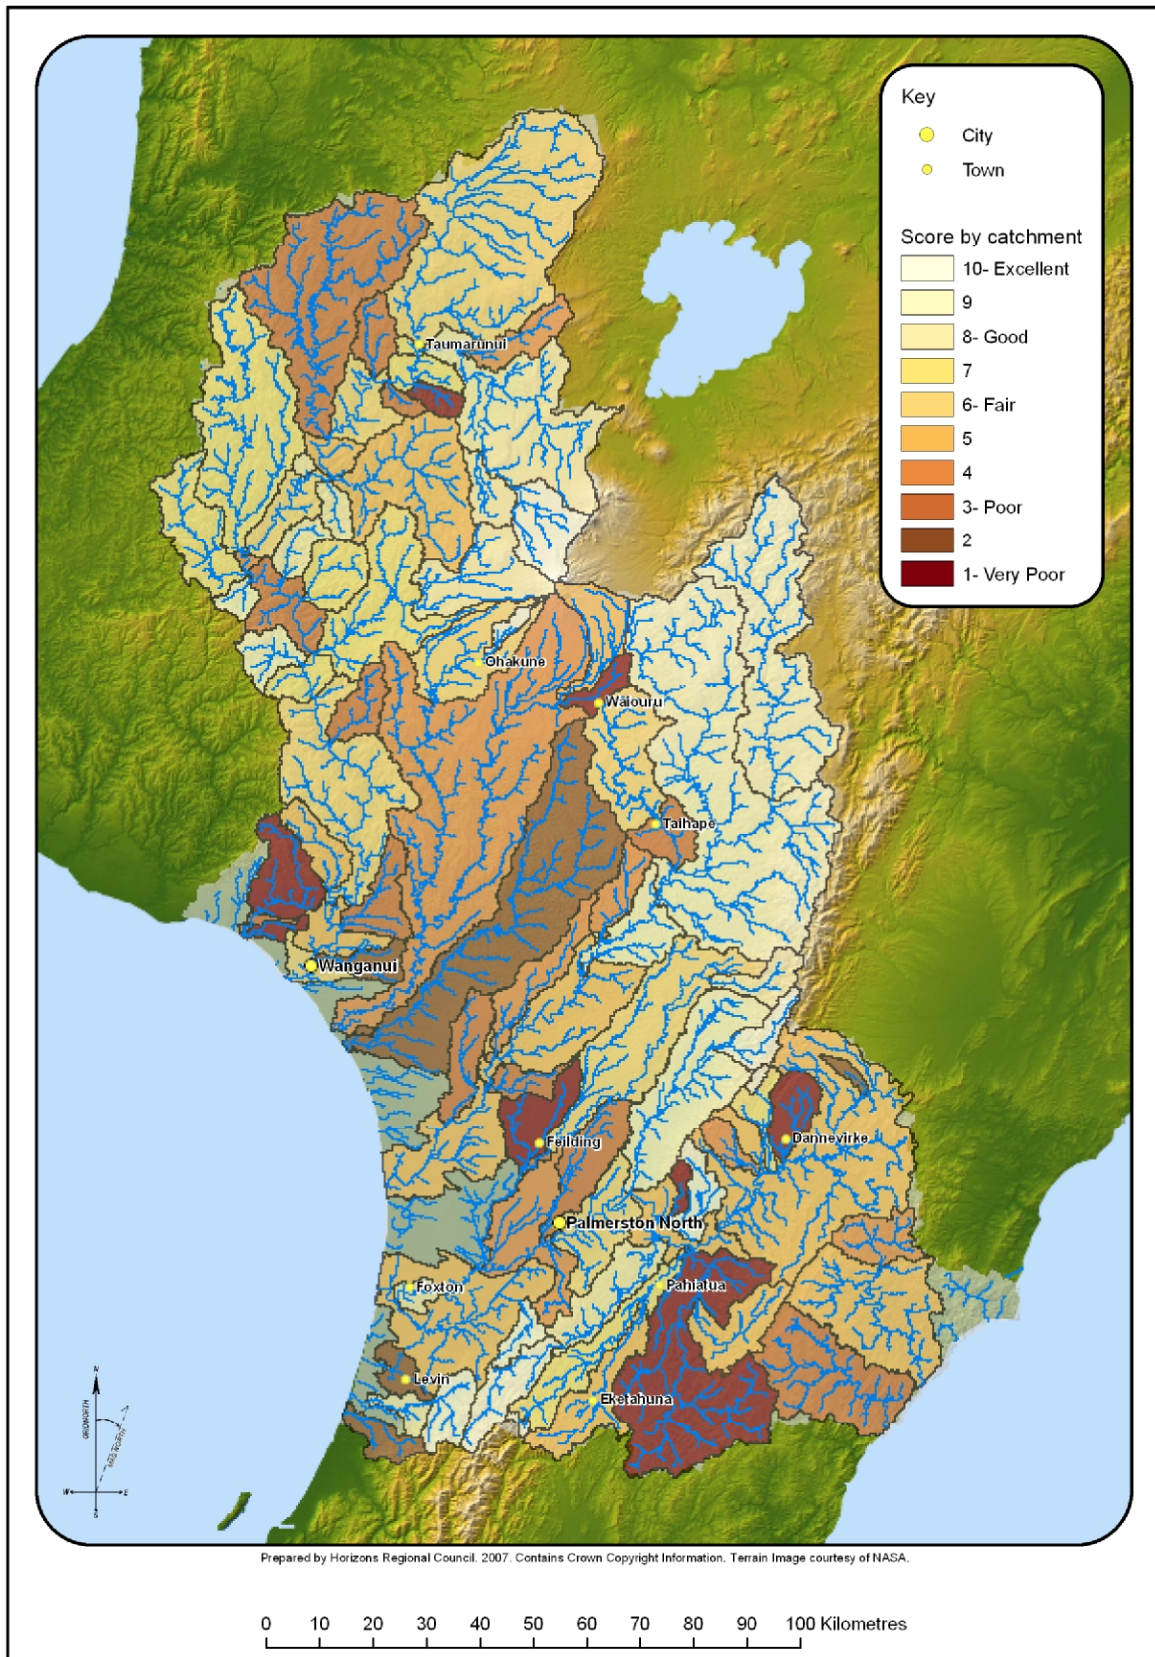 Key
City
Town
Score by catchment
10- Excellent
9
8- Good
7
6- Fair
5
4
3- Poor
2
1- Very Poor
Taumarunui
Ohakune
Waiouru
Taihape
Wanganui
Feilding
Dannevirke
Palmerston North
Pahiatua
Foxton
Levin
Eketahuna
N
W
E
S
Prepared by Horizons Regional Council. 2007. Contains Crown Copyright Information. Terrain Image courtesy of NASA.
0 10 20 30 40 50 60 70 80 90 100 Kilometres